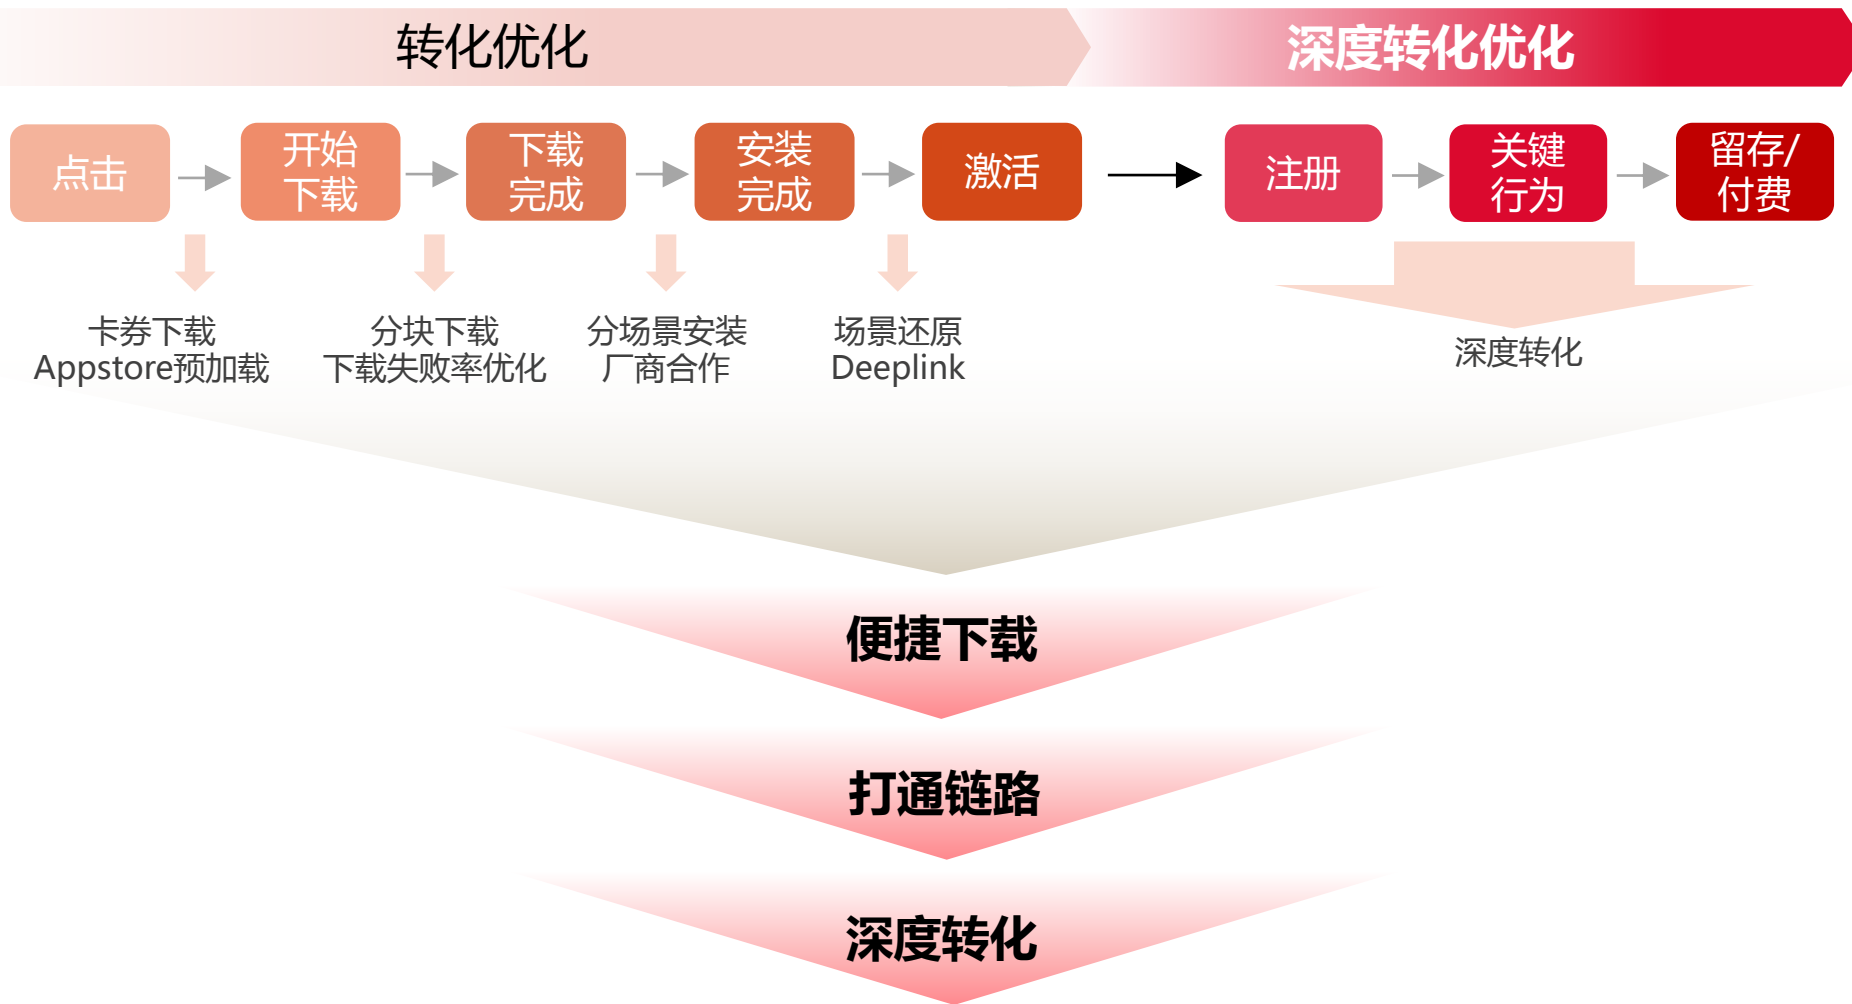 转化优化
深度转化优化
点击
开始
下载
下载
完成
安装
完成
激活
注册
关键
行为
留存/
付费
卡券下载
Appstore预加载
分块下载
下载失败率优化
分场景安装
厂商合作
场景还原
Deeplink
深度转化
便捷下载
打通链路
深度转化